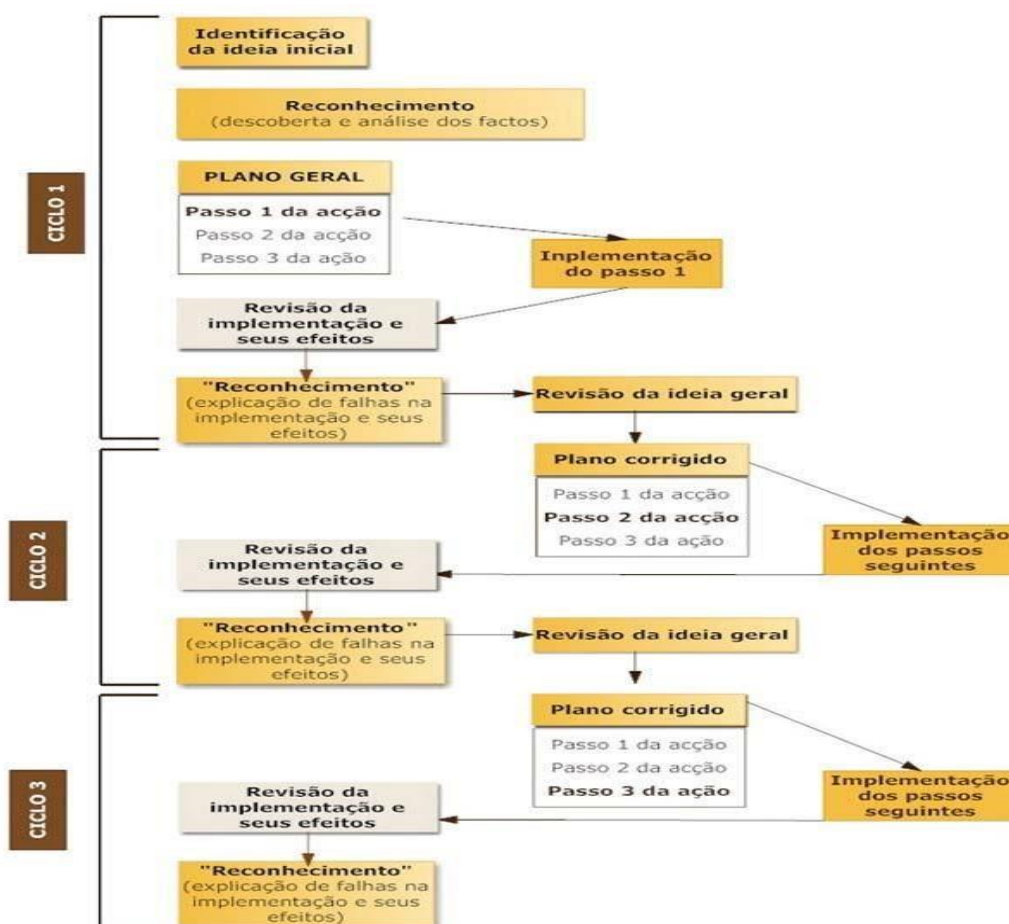 Identificação
da ideia inicial
Reconhecimento
(descoberta e análise dos factos)
CICLO 1
PLANO GERAL
Passo 1 da acção
Passo 2 da acção
Passo 3 da ação
Inplementação
do passo 1
Revisão da
implementação e
seus efeitos
"Reconhecimento"
(explicação de falhas na
implementação e seus
efeitos)
Revisão da ideia geral
CICLO 2
Plano corrigido
Passo 1 da acção
Passo 2 da acção
Passo 3 da ação
Implementação
dos passos
seguintes
Revisão da
implementação e
seus efeitos
"Reconhecimento"
(explicação de falhas na
implementação e seus
efeitos)
Revisão da ideia geral
CICLO 3
Plano corrigido
Passo 1 da acção
Passo 2 da acção
Passo 3 da ação
Implementação
dos passos
seguintes
Revisão da
implementação e
seus efeitos
"Reconhecimento"
(explicação de falhas na
implementação e seus
efeitos)